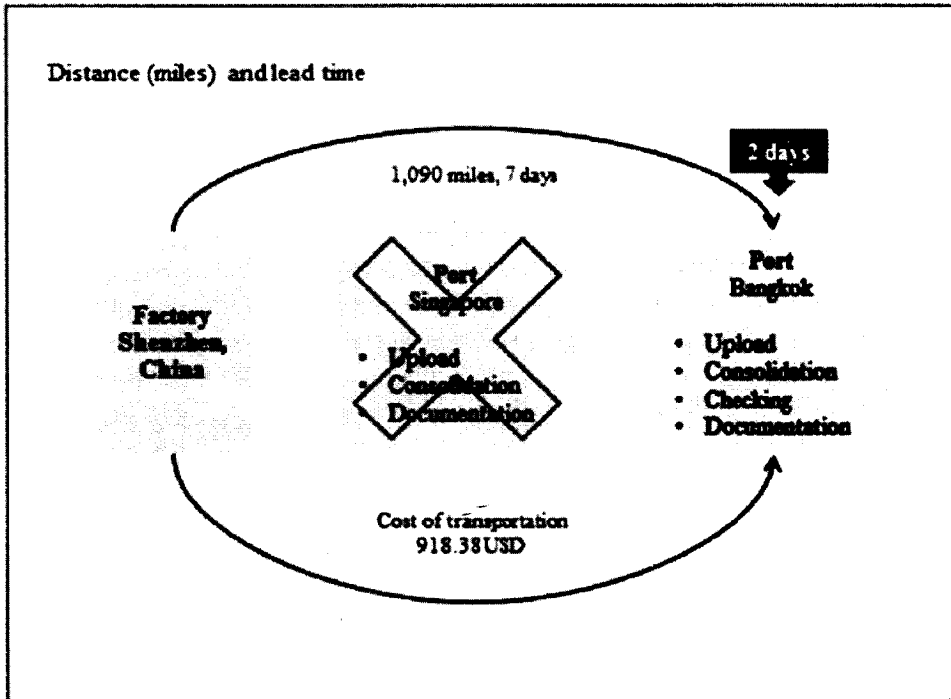 Distance (miles) and lead time
2 days
1,090 miles, 7 days
Factory
Shenzhen,
China
Port
Singapore
• Upload
• Consolidation
• Documentation
Port
Bangkok
• Upload
• Consolidation
• Checking
• Documentation
Cost of transportation
918.38USD